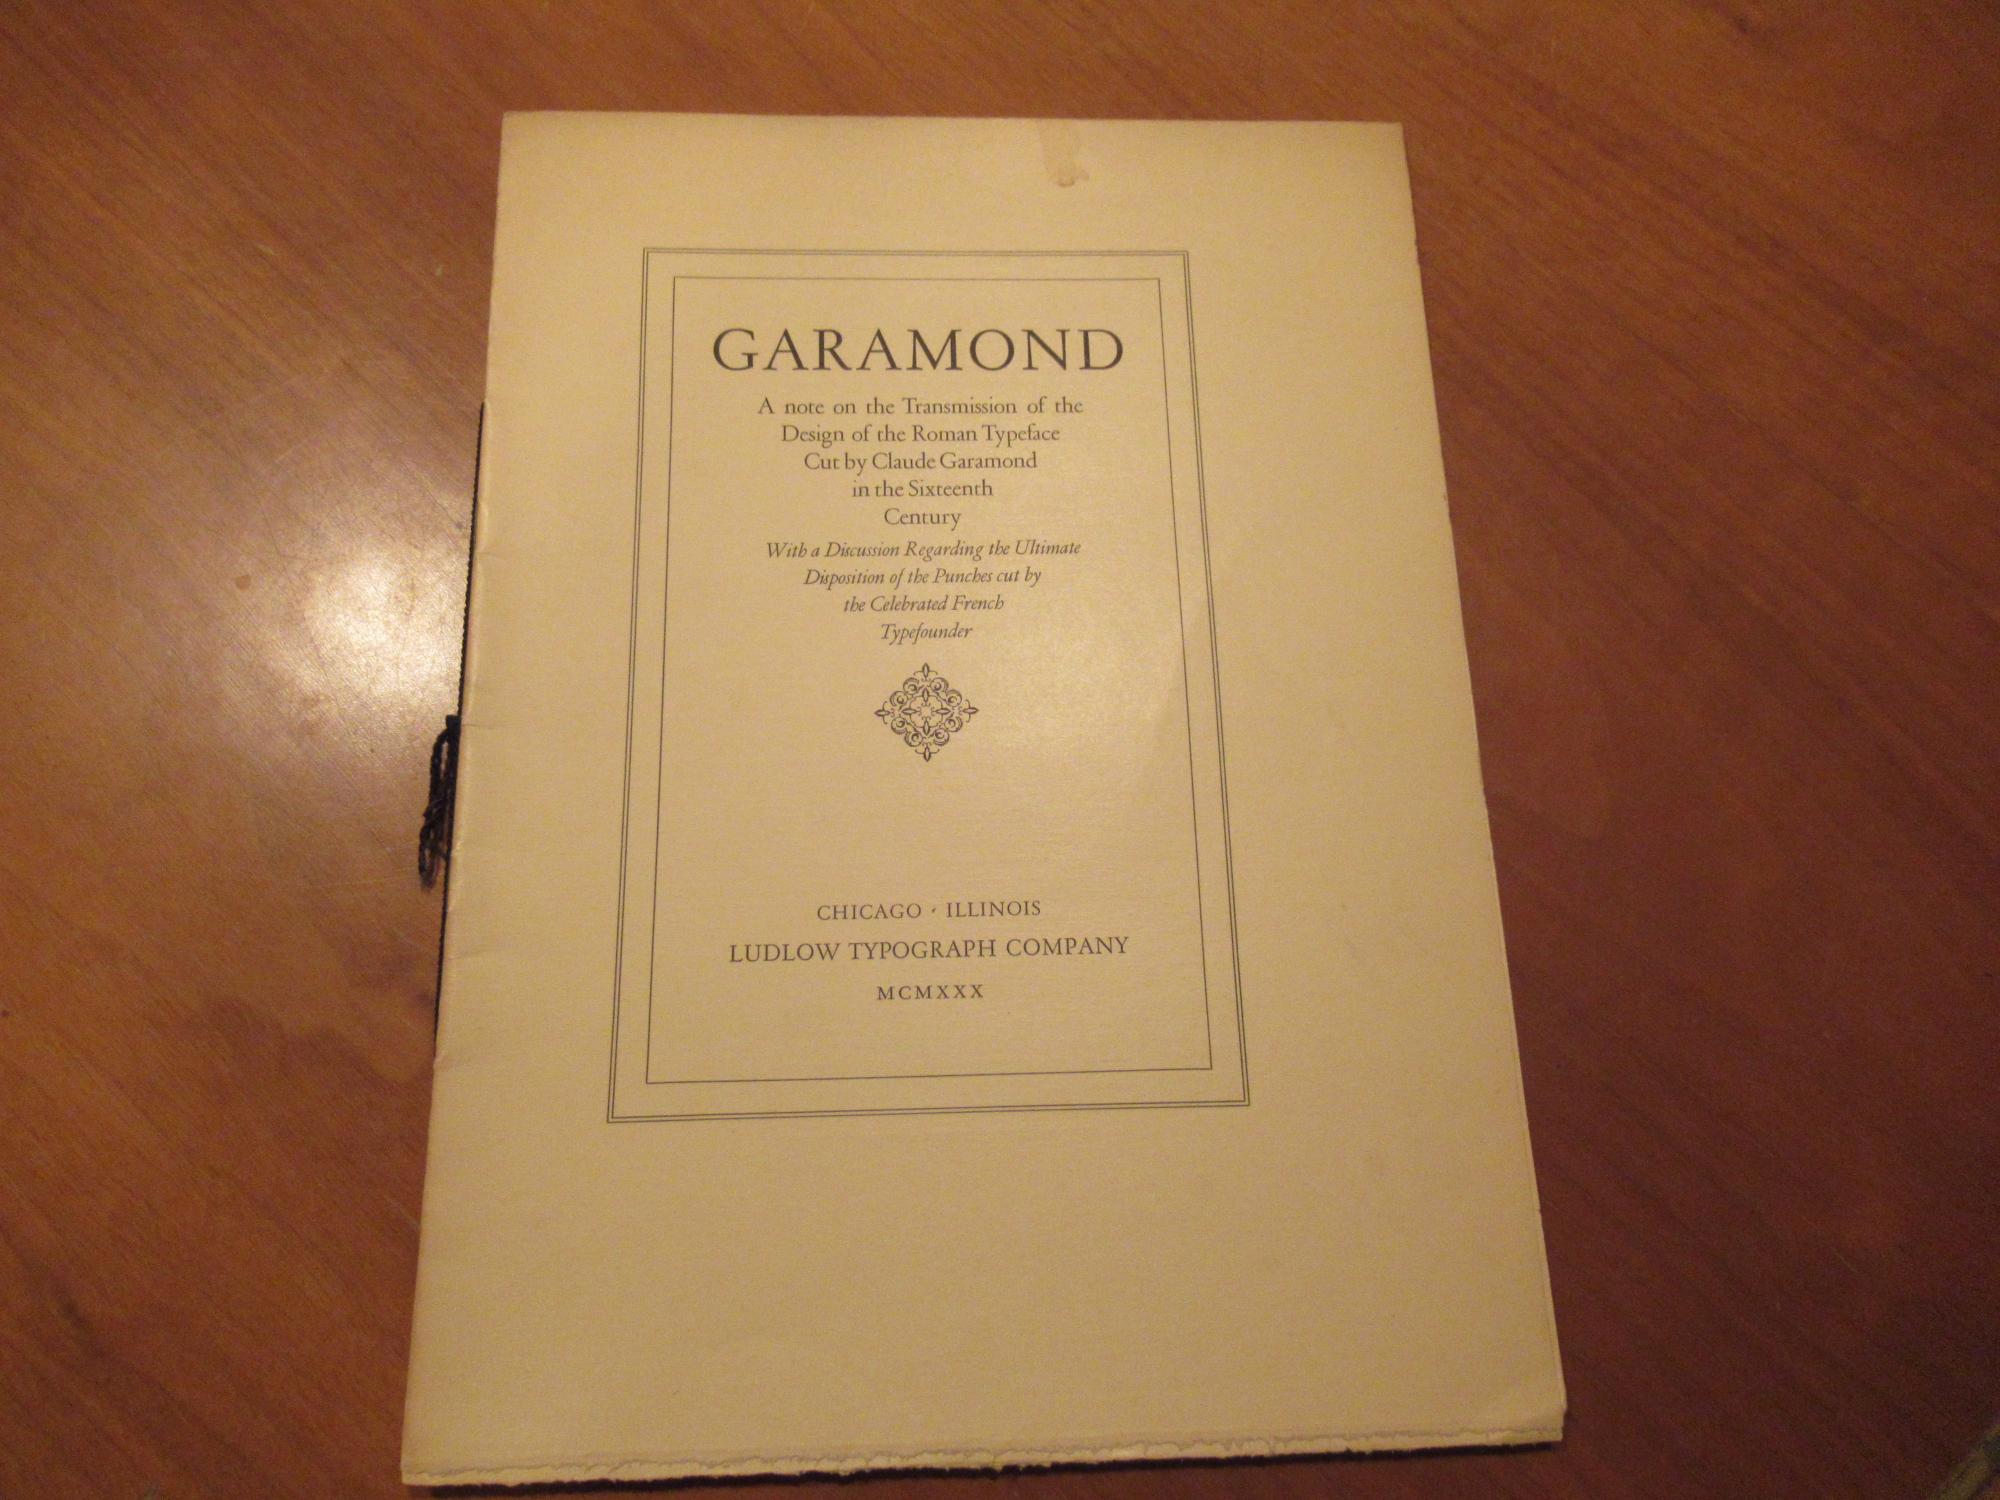 GARAMOND
A note on the Transmission of the
Design of the Roman Typeface
Cut by Claude Garamond
in the Sixteenth
Century
With a Discussion Regarding the Ultimate
Disposition of the Punches cut by
the Celebrated French
Typefounder
CHICAGO · ILLINOIS
LUDLOW TYPOGRAPH COMPANY
MCMXXX